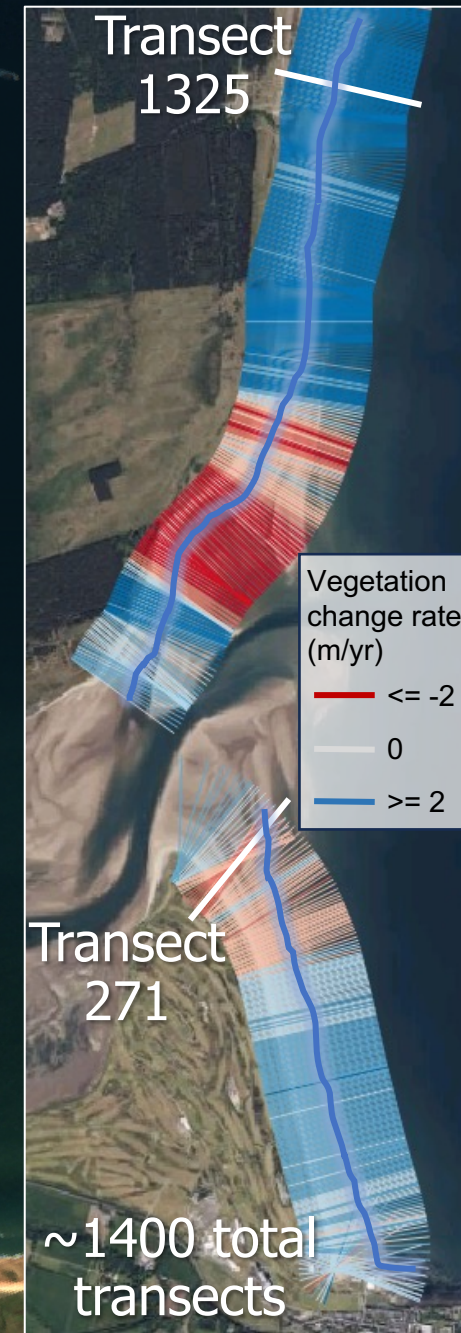 Transect
1325
Vegetation
change rate
(m/yr)
<= -2
0
>= 2
Transect
271
~1400 total
transects